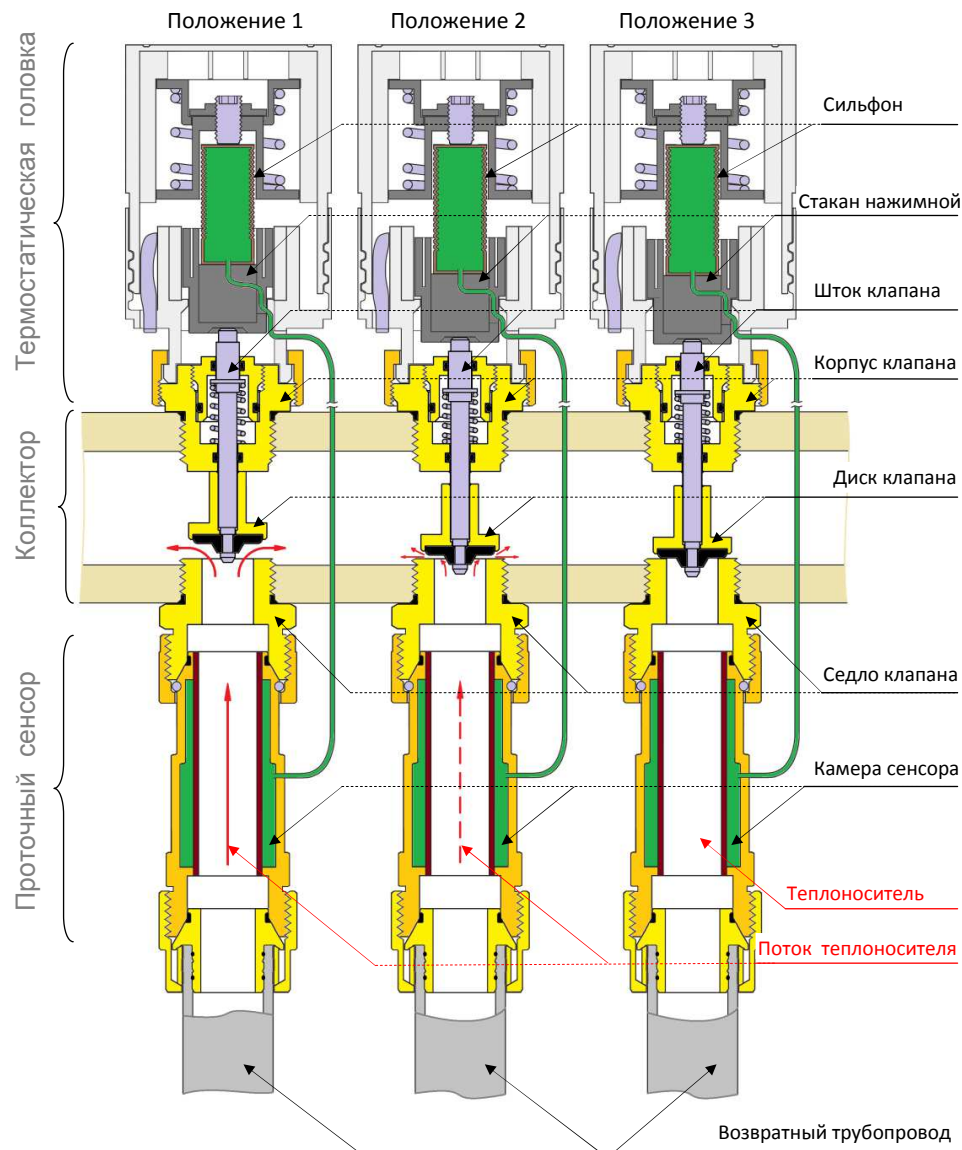 Положение 1
Положение 2
Положение 3
Термостатическая головка
Сильфон
Стакан нажимной
Шток клапана
Корпус клапана
Коллектор
Диск клапана
Проточный сенсор
Седло клапана
Камера сенсора
Теплоноситель
Поток теплоносителя
Возвратный трубопровод